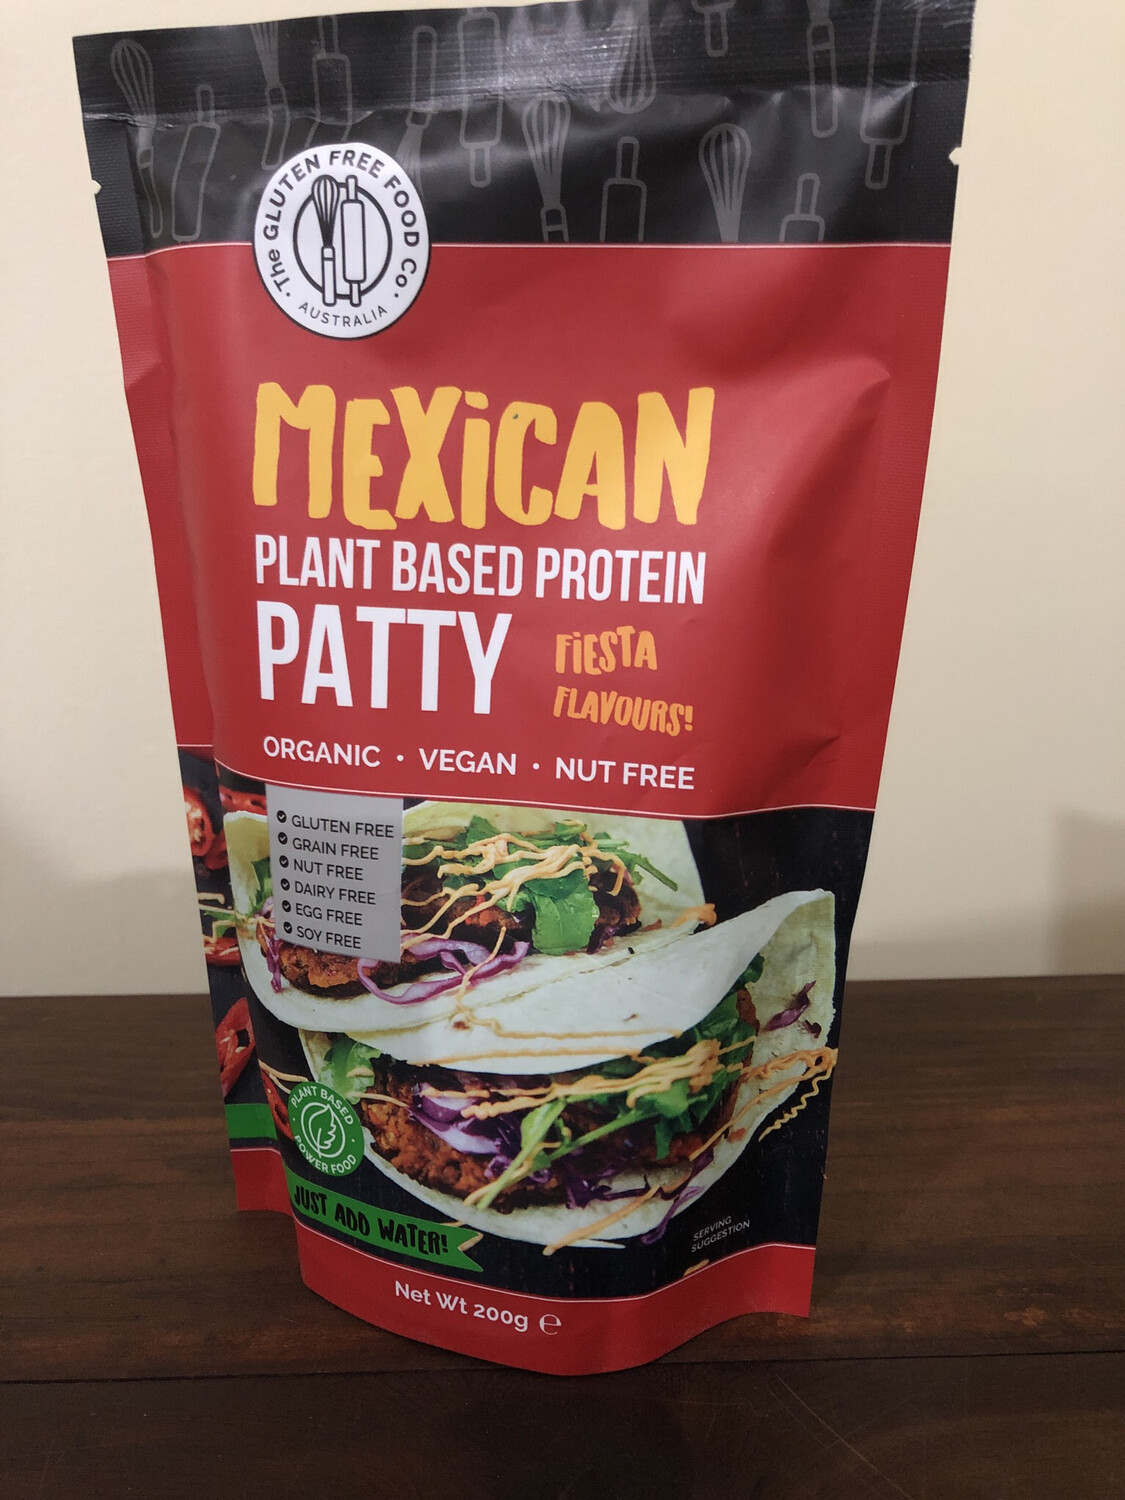 The GLUTEN FREE FOOD Co
AUSTRALIA
MEXiCAN
PLANT BASED PROTEIN
PATTY
FiESTA
FLAVOURS!
ORGANIC • VEGAN • NUT FREE
GLUTEN FREE
GRAIN FREE
NUT FREE
DAIRY FREE
EGG FREE
SOY FREE
PLANT BASED
POWER FOOD
JUST ADD WATER!
SERVING
SUGGESTION
Net Wt 200g ℮